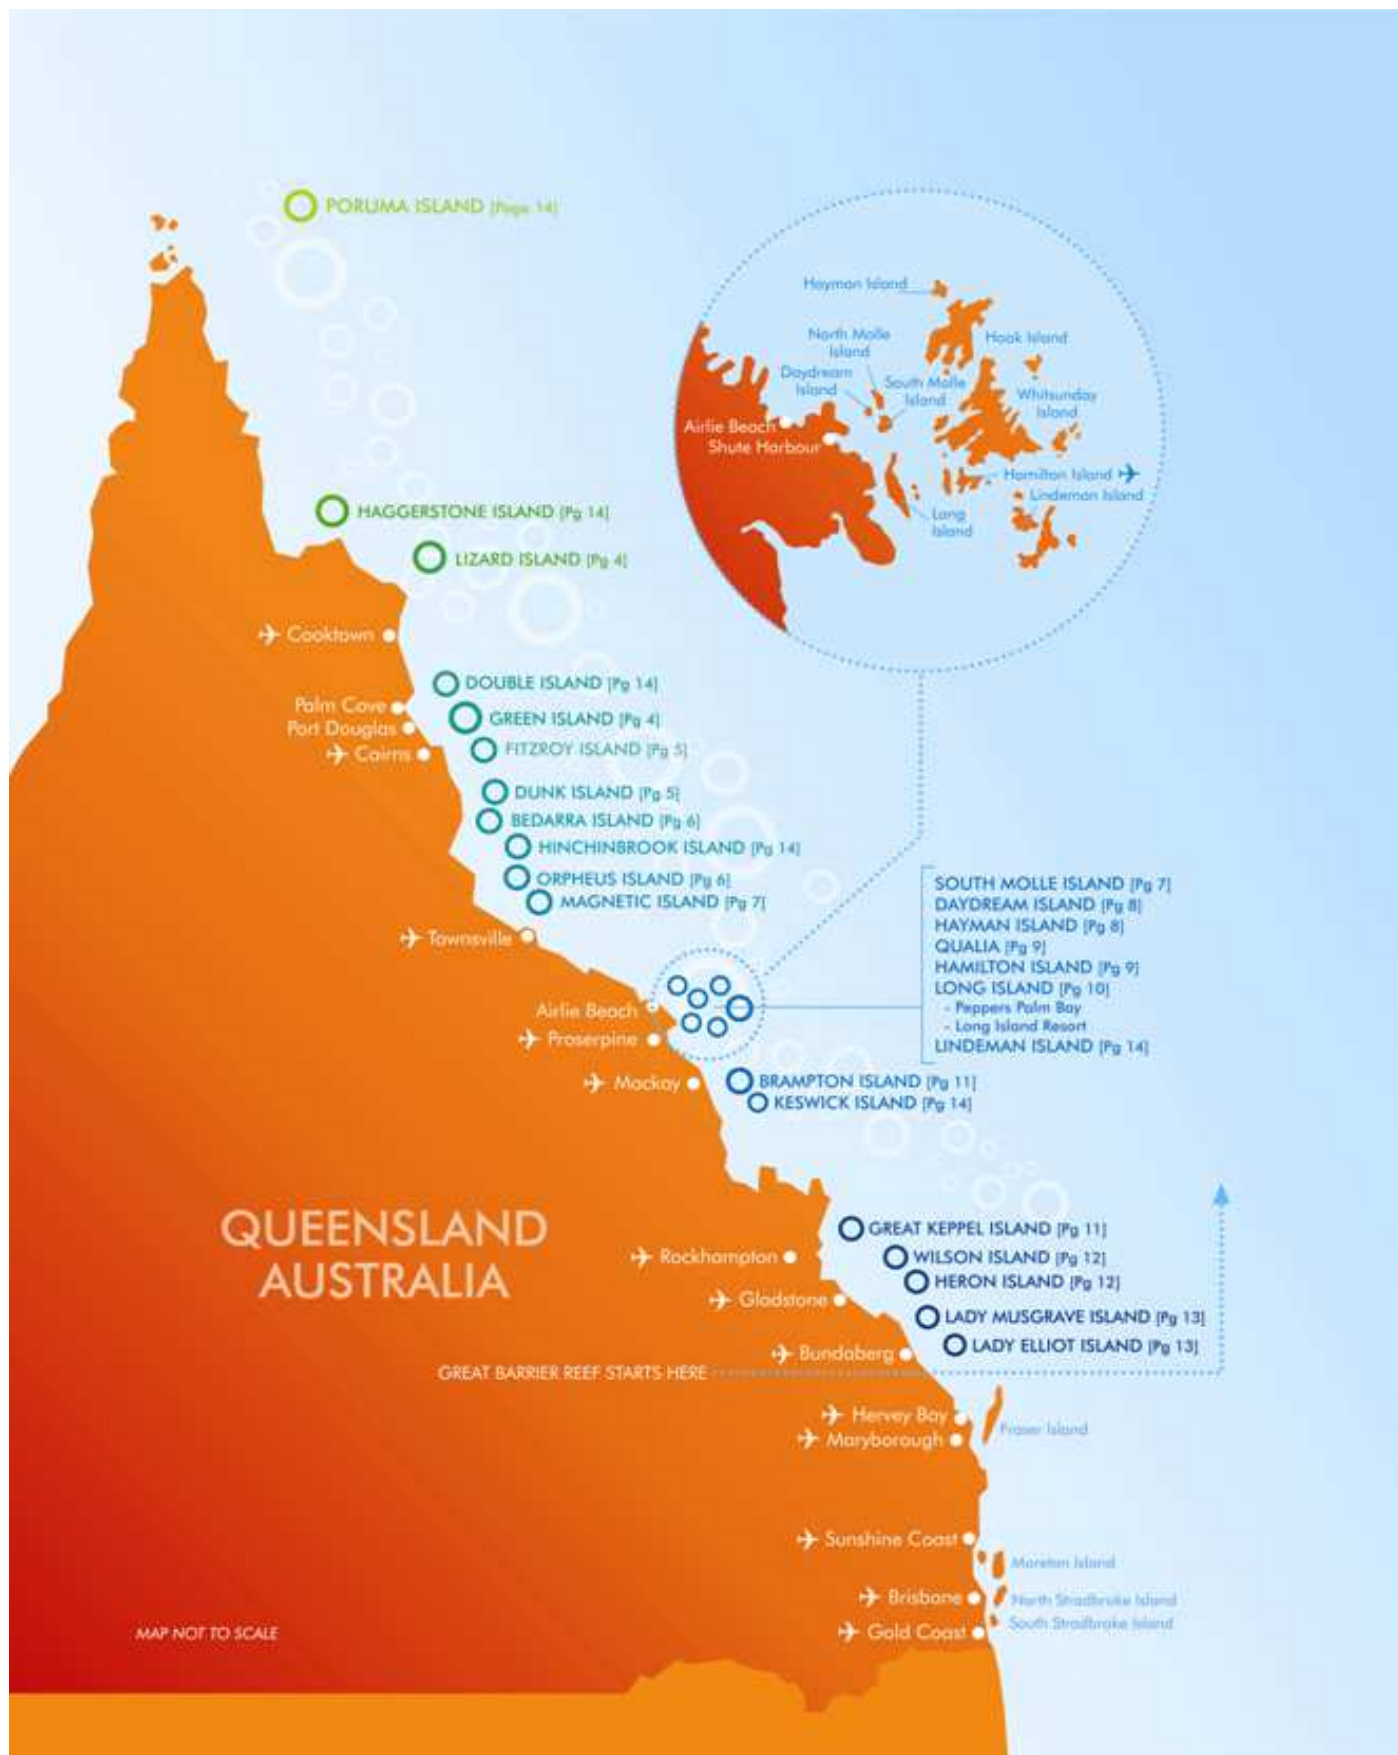 PORUMA ISLAND [Page 14]
Hayman Island
North Molle
Island
Hook Island
Daydream
Island
South Molle
Island
Whitsunday
Island
Airlie Beach
Shute Harbour
Hamilton Island
Lindeman Island
Long
Island
HAGGERSTONE ISLAND [Pg 14]
LIZARD ISLAND [Pg 4]
Cooktown
DOUBLE ISLAND [Pg 14]
Palm Cove
GREEN ISLAND [Pg 4]
Port Douglas
FITZROY ISLAND [Pg 5]
Cairns
DUNK ISLAND [Pg 5]
BEDARRA ISLAND [Pg 6]
HINCHINBROOK ISLAND [Pg 14]
ORPHEUS ISLAND [Pg 6]
MAGNETIC ISLAND [Pg 7]
Townsville
SOUTH MOLLE ISLAND [Pg 7]
DAYDREAM ISLAND [Pg 8]
HAYMAN ISLAND [Pg 8]
QUALIA [Pg 9]
HAMILTON ISLAND [Pg 9]
LONG ISLAND [Pg 10]
- Peppers Palm Bay
- Long Island Resort
LINDEMAN ISLAND [Pg 14]
Airlie Beach
Proserpine
Mackay
BRAMPTON ISLAND [Pg 11]
KESWICK ISLAND [Pg 14]
QUEENSLAND
AUSTRALIA
GREAT KEPPEL ISLAND [Pg 11]
Rockhampton
WILSON ISLAND [Pg 12]
HERON ISLAND [Pg 12]
Gladstone
LADY MUSGRAVE ISLAND [Pg 13]
LADY ELLIOT ISLAND [Pg 13]
Bundaberg
GREAT BARRIER REEF STARTS HERE
Hervey Bay
Fraser Island
Maryborough
Sunshine Coast
Moreton Island
Brisbane
North Stradbroke Island
South Stradbroke Island
Gold Coast
MAP NOT TO SCALE